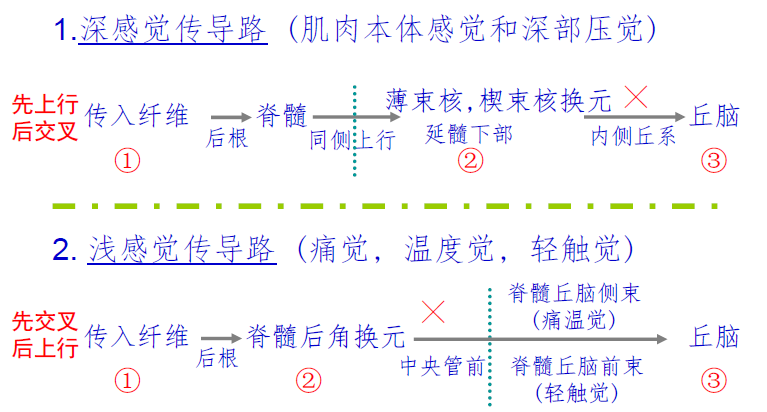 1.深感觉传导路（肌肉本体感觉和深部压觉）
先上行
后交叉
传入纤维
后根
脊髓
同侧上行
薄束核,楔束核换元
延髓下部
内侧丘系
丘脑
①
②
③
2. 浅感觉传导路（痛觉，温度觉，轻触觉）
先交叉
后上行
传入纤维
后根
脊髓后角换元
中央管前
脊髓丘脑侧束
(痛温觉)
脊髓丘脑前束
(轻触觉)
丘脑
①
②
③